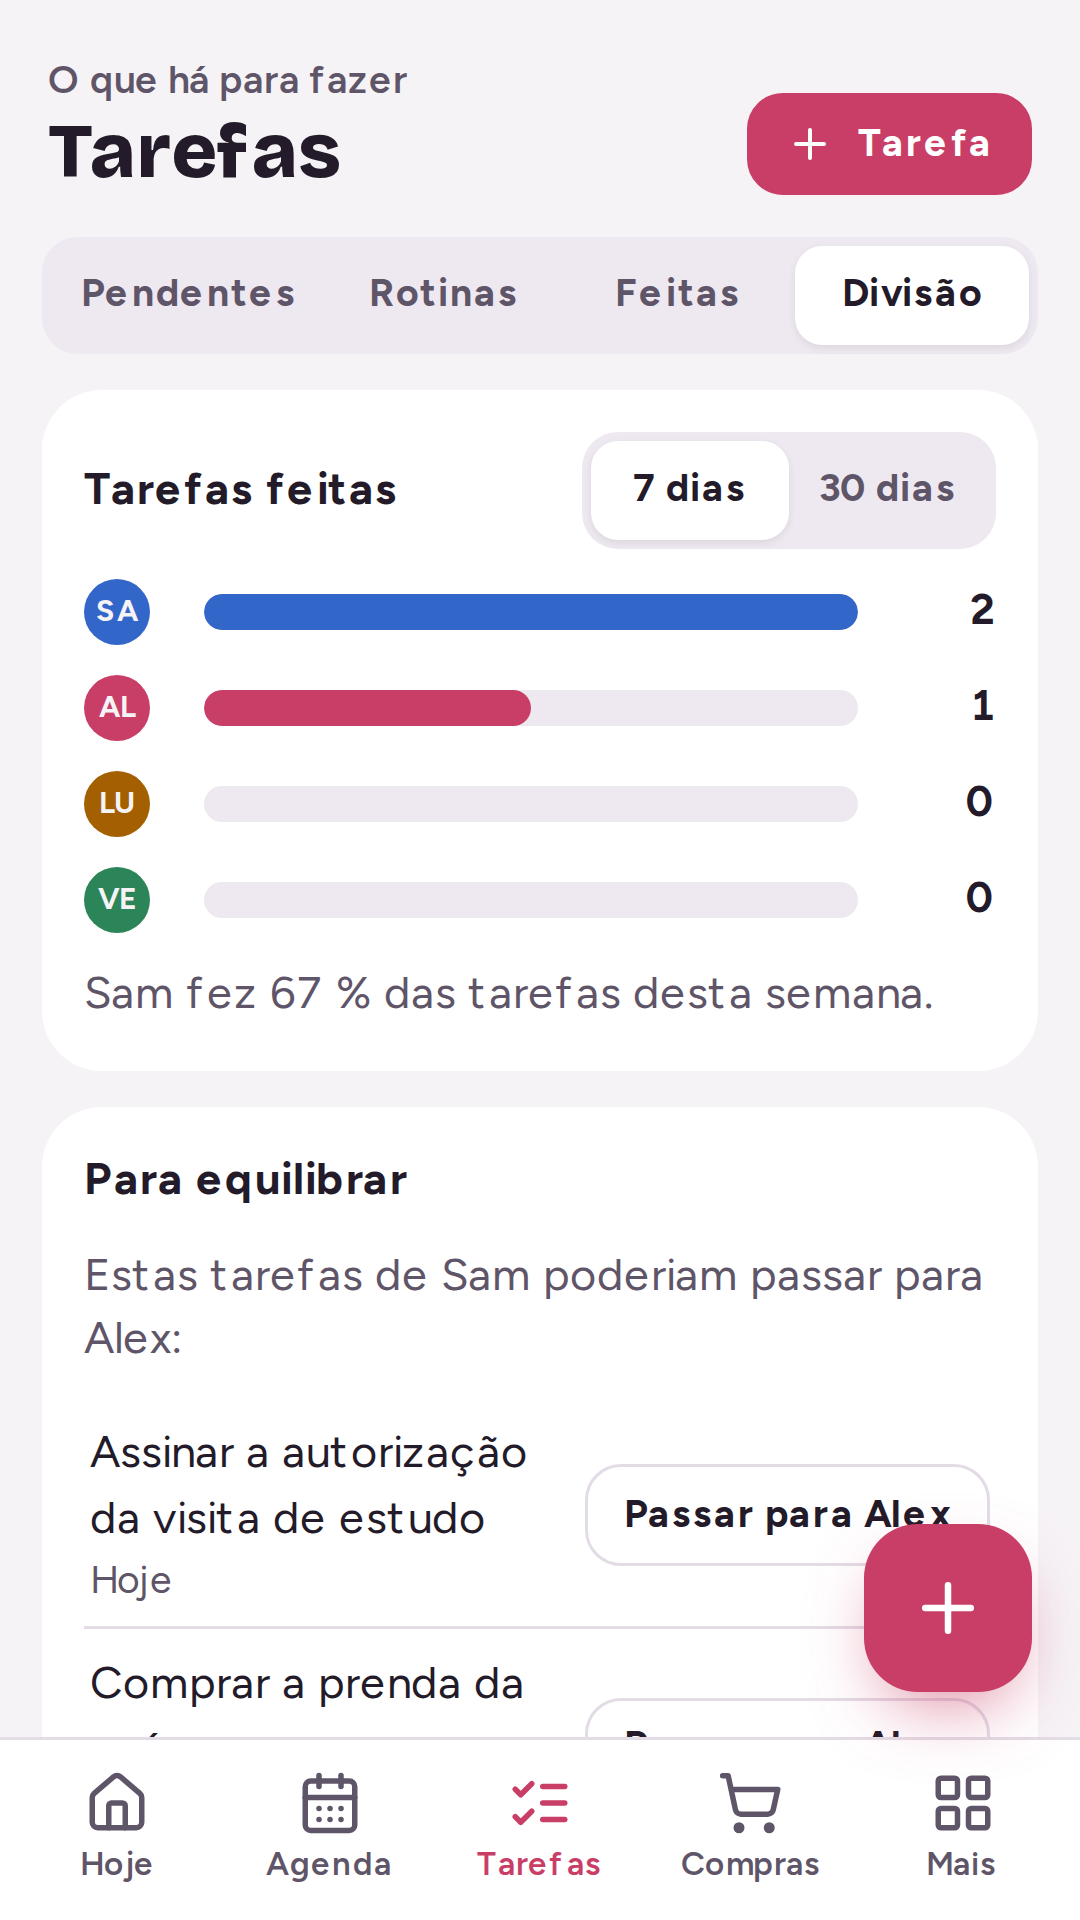 O que há para fazer
Tarefas
Tarefa
Pendentes
Rotinas
Feitas
Divisão
Tarefas feitas
7 dias
30 dias
SA
2
AL
1
LU
0
VE
0
Sam fez 67 % das tarefas desta semana.
Para equilibrar
Estas tarefas de Sam poderiam passar para
Alex:
Assinar a autorização
da visita de estudo
Hoje
Passar para Alex
Comprar a prenda da
Hoje
Agenda
Tarefas
Compras
Mais